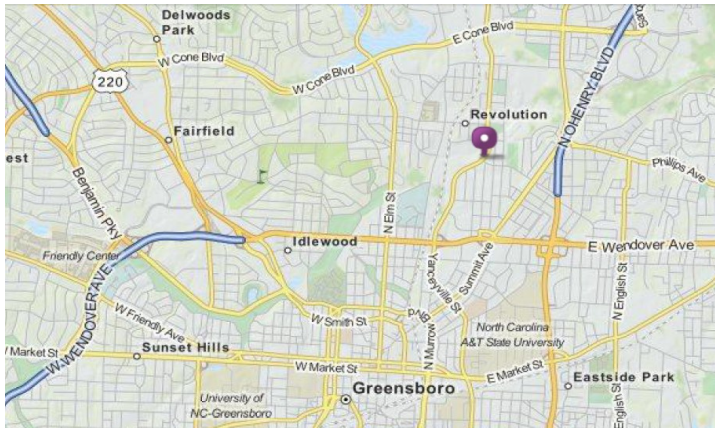 Delwoods
Park
E Cone Blvd
W Cone Blvd
W Cone Blvd
220
N OHENRY BLVD
Revolution
Fairfield
est
Phillips Ave
Benjamin Pky
N Elm St
Idlewood
E Wendover Ave
Friendly Center
Yanceyville St
Summit Ave
W. WENDOVER AVE.
N English St
W Friendly Ave
W Smith St
Blvd
North Carolina
A&T State University
N Murrow
W Market St
Sunset Hills
W Market St
E Market St
Greensboro
Eastside Park
University of
NC-Greensboro
English St